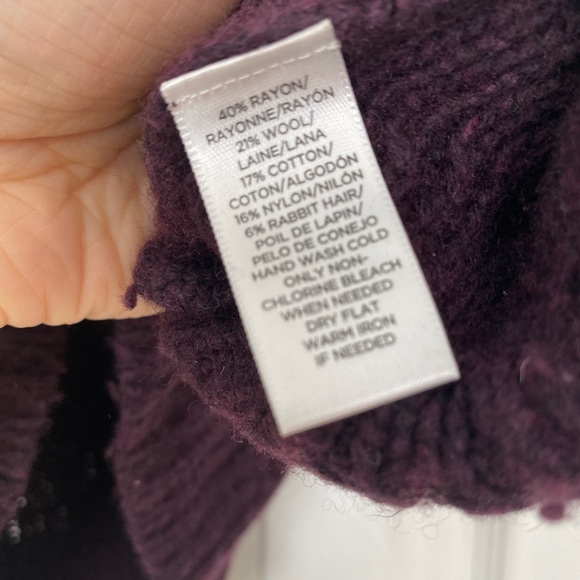 40% RAYON/
RAYONNE/RAYÓN
21% WOOL/
LAINE/LANA
17% COTTON/
COTON/ALGODÓN
16% NYLON/NILÓN
6% RABBIT HAIR/
POIL DE LAPIN/
PELO DE CONEJO
HAND WASH COLD
ONLY NON-
CHLORINE BLEACH
WHEN NEEDED
DRY FLAT
WARM IRON
IF NEEDED